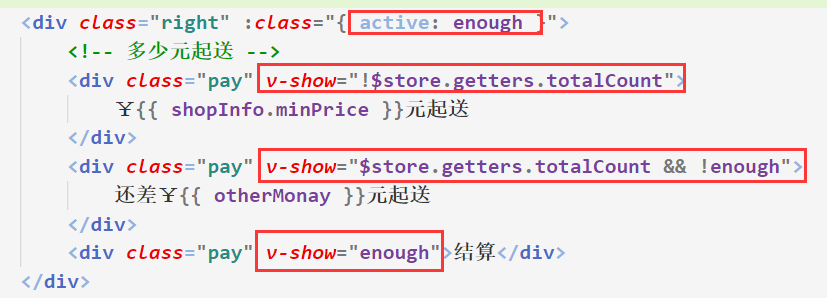 <div class="right" :class="{ active: enough }">
<!-- 多少元起送 -->
<div class="pay" v-show="!$store.getters.totalCount">
￥{{ shopInfo.minPrice }}元起送
</div>
<div class="pay" v-show="$store.getters.totalCount && !enough">
还差￥{{ otherMonay }}元起送
</div>
<div class="pay" v-show="enough">结算</div>
</div>